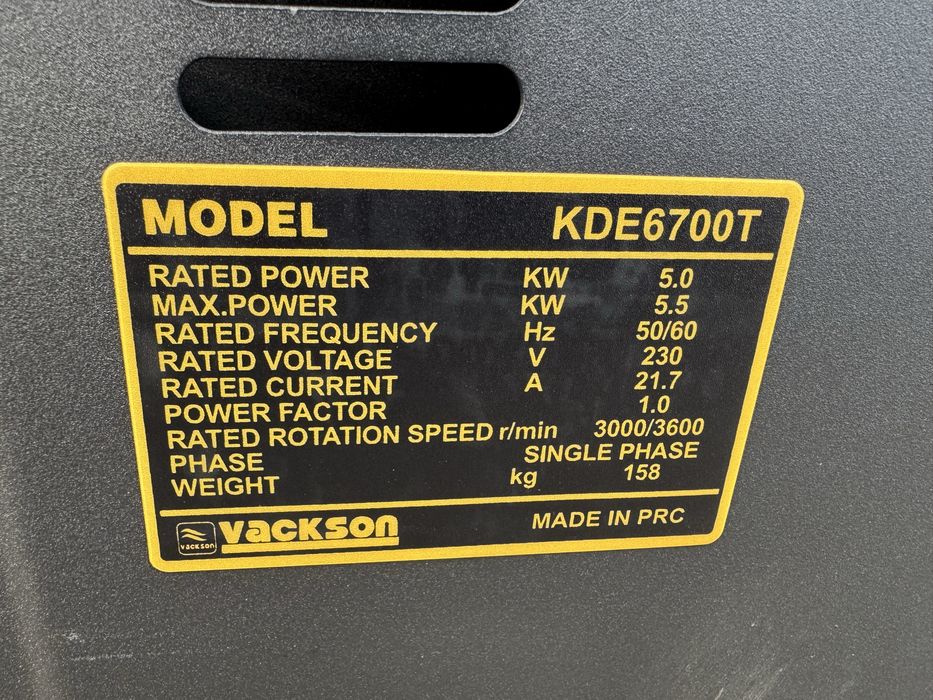 MODEL KDE6700T
RATED POWER KW 5.0
MAX.POWER KW 5.5
RATED FREQUENCY Hz 50/60
RATED VOLTAGE V 230
RATED CURRENT A 21.7
POWER FACTOR 1.0
RATED ROTATION SPEED r/min 3000/3600
PHASE SINGLE PHASE
WEIGHT kg 158
VACKSON vackson MADE IN PRC